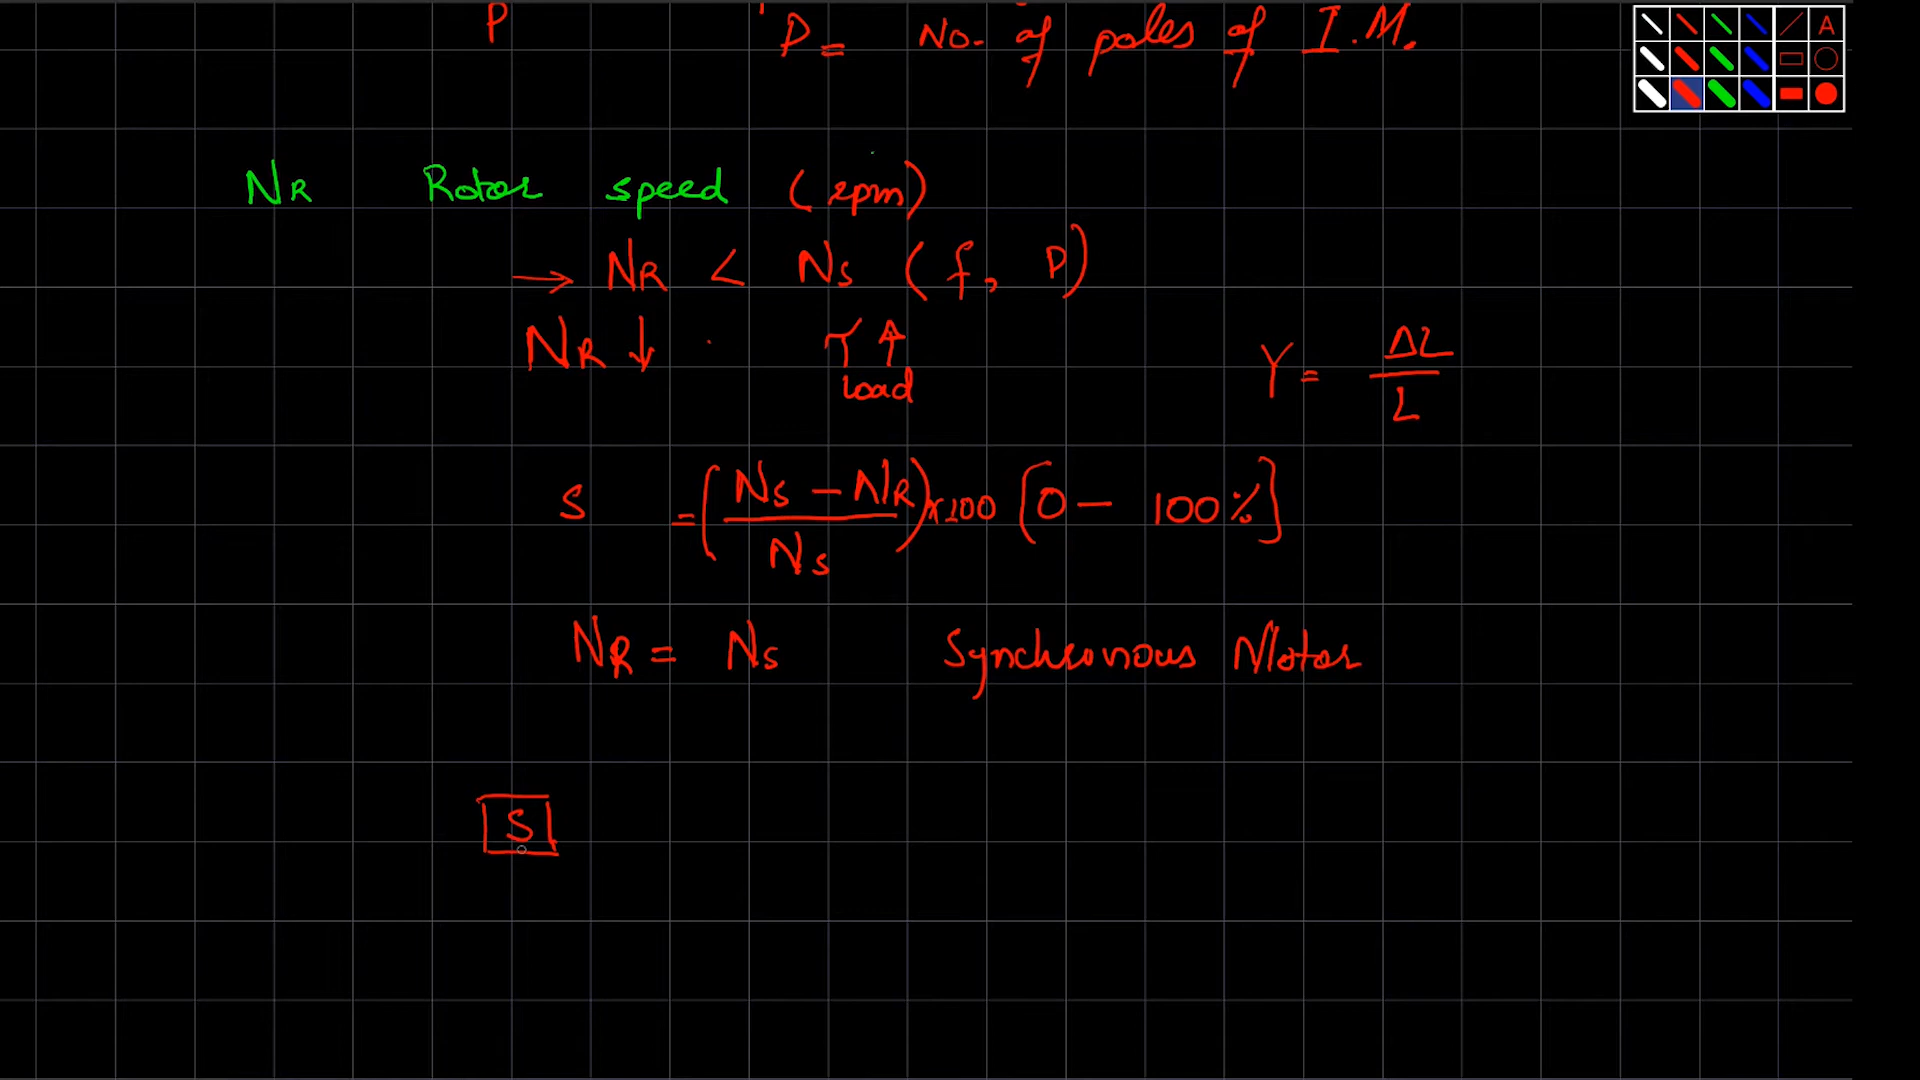 P P = No. of poles of I.M.
NR Rotor speed (rpm)
→ NR < Ns (f, P)
NR ↓ T ↑
Load
Y = ΔL / L
S = (Ns - NR / Ns) × 100 [0 - 100%]
NR = Ns Synchronous Motor
S
A